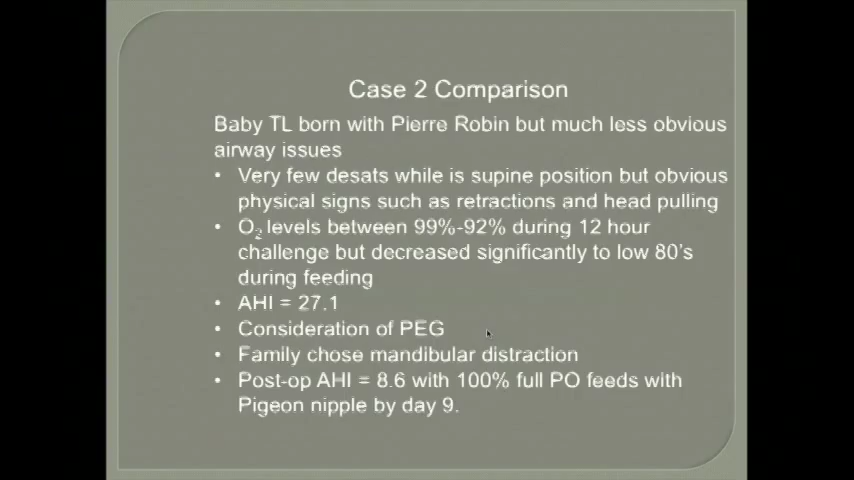 Case 2 Comparison
Baby TL born with Pierre Robin but much less obvious
airway issues
• Very few desats while is supine position but obvious
physical signs such as retractions and head pulling
• O₂ levels between 99%-92% during 12 hour
challenge but decreased significantly to low 80's
during feeding
• AHI = 27.1
• Consideration of PEG
• Family chose mandibular distraction
• Post-op AHI = 8.6 with 100% full PO feeds with
Pigeon nipple by day 9.